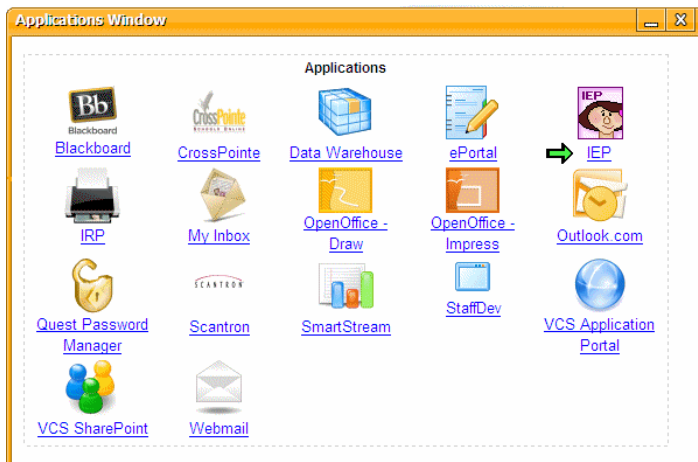 Applications Window
Applications
Bb
Blackboard
Blackboard
CrossPointe
SCHOOLS ONLINE
CrossPointe
Data Warehouse
ePortal
IEP
IEP
IRP
My Inbox
OpenOffice -
Draw
OpenOffice -
Impress
Outlook.com
Quest Password
Manager
SCANTRON
Scantron
SmartStream
StaffDev
VCS Application
Portal
VCS SharePoint
Webmail